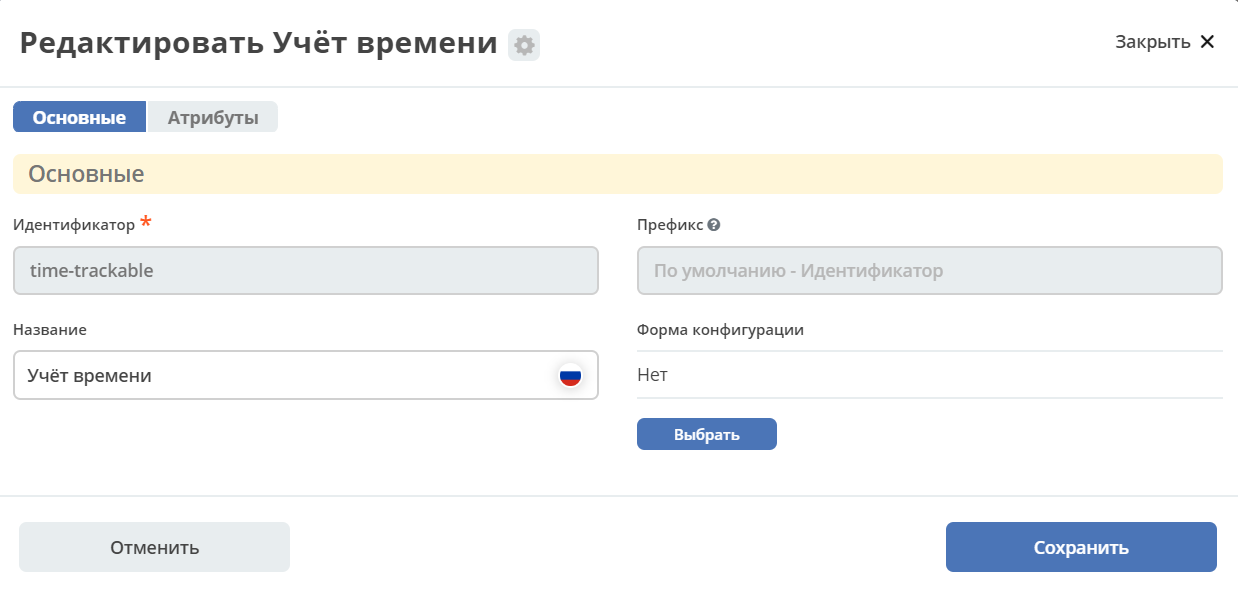 Редактировать Учёт времени
Закрыть
Основные
Атрибуты
Основные
Идентификатор *
Префикс
time-trackable
По умолчанию - Идентификатор
Название
Форма конфигурации
Учёт времени
Нет
Выбрать
Отменить
Сохранить